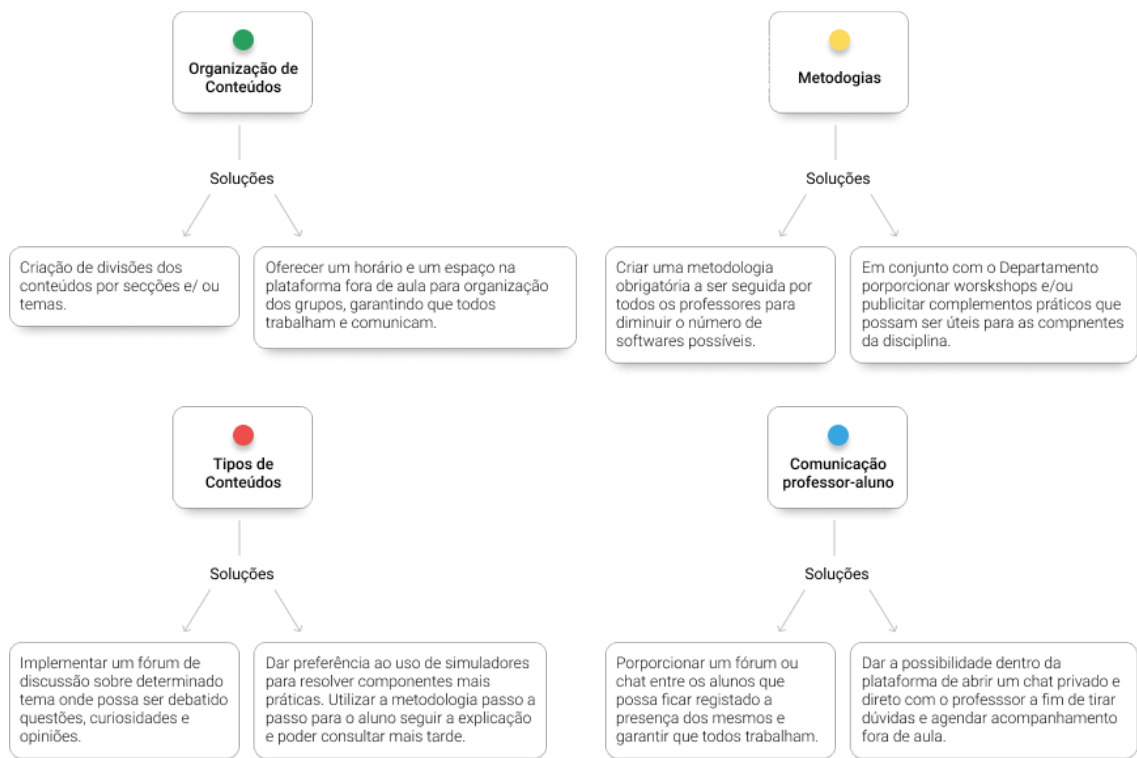 Organização de
Conteúdos
Soluções
Criação de divisões dos
conteúdos por secções e/ ou
temas.
Oferecer um horário e um espaço na
plataforma fora de aula para organização
dos grupos, garantindo que todos
trabalham e comunicam.
Metodogias
Soluções
Criar uma metodologia
obrigatória a ser seguida por
todos os professores para
diminuir o número de
softwares possíveis.
Em conjunto com o Departamento
porporcionar worskshops e/ou
publicitar complementos práticos que
possam ser úteis para as compnentes
da disciplina.
Tipos de
Conteúdos
Soluções
Implementar um fórum de
discussão sobre determinado
tema onde possa ser debatido
questões, curiosidades e
opiniões.
Dar preferência ao uso de simuladores
para resolver componentes mais
práticas. Utilizar a metodologia passo a
passo para o aluno seguir a explicação
e poder consultar mais tarde.
Comunicação
professor-aluno
Soluções
Porporcionar um fórum ou
chat entre os alunos que
possa ficar registado a
presença dos mesmos e
garantir que todos trabalham.
Dar a possibilidade dentro da
plataforma de abrir um chat privado e
direto com o professsor a fim de tirar
dúvidas e agendar acompanhamento
fora de aula.